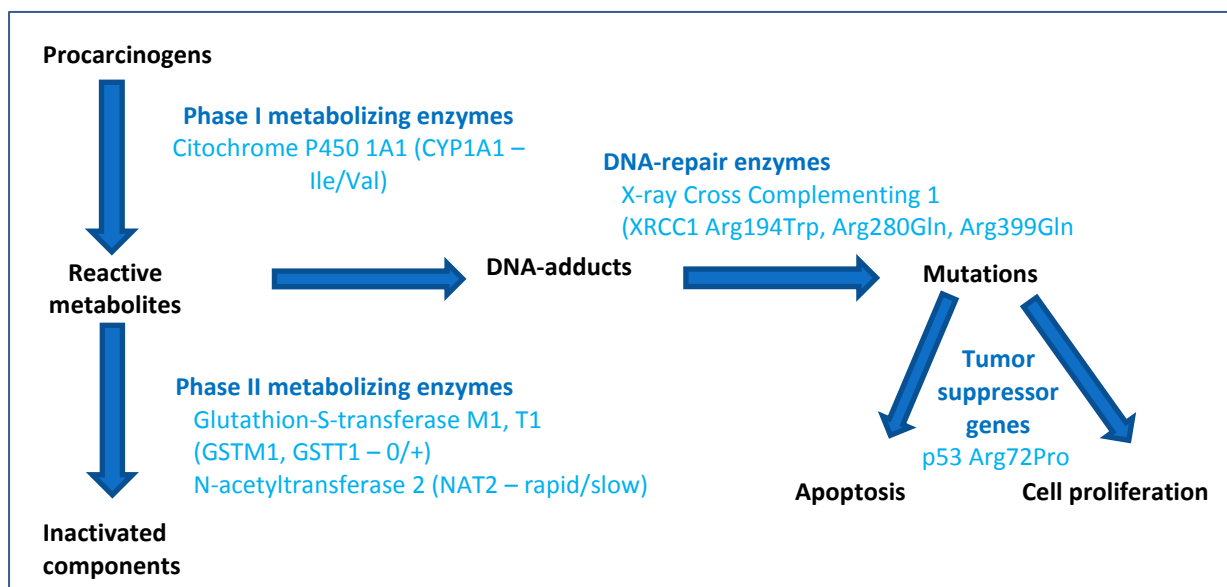 Procarcinogens
Phase I metabolizing enzymes
Citochrome P450 1A1 (CYP1A1 –
Ile/Val)
DNA-repair enzymes
X-ray Cross Complementing 1
(XRCC1 Arg194Trp, Arg280Gln, Arg399Gln
Reactive
metabolites
DNA-adducts
Mutations
Phase II metabolizing enzymes
Glutathion-S-transferase M1, T1
(GSTM1, GSTT1 – 0/+)
N-acetyltransferase 2 (NAT2 – rapid/slow)
Tumor
suppressor
genes
p53 Arg72Pro
Apoptosis
Cell proliferation
Inactivated
components